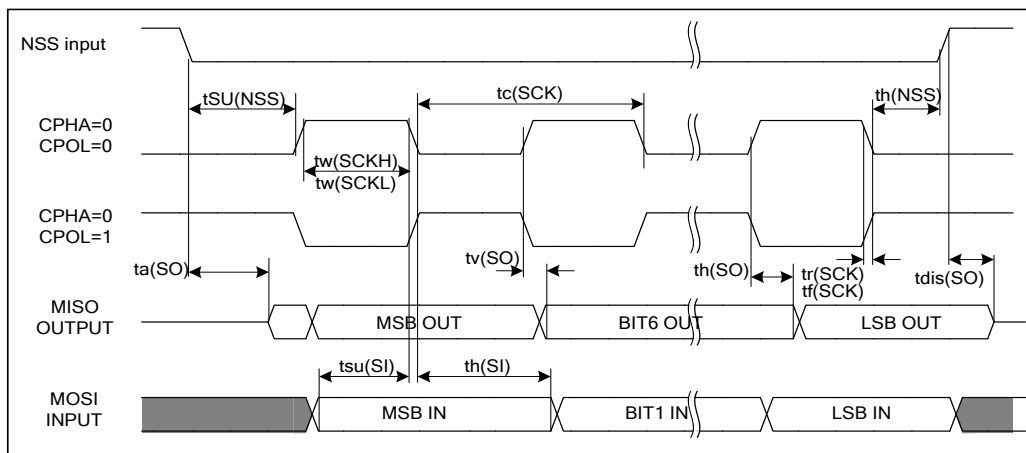 NSS input
tSU(NSS)
tc(SCK)
th(NSS)
CPHA=0
CPOL=0
tw(SCKH)
tw(SCKL)
CPHA=0
CPOL=1
ta(SO)
tv(SO)
th(SO)
tr(SCK)
tf(SCK)
tdis(SO)
MISO
OUTPUT
MSB OUT
BIT6 OUT
LSB OUT
tsu(SI)
th(SI)
MOSI
INPUT
MSB IN
BIT1 IN
LSB IN